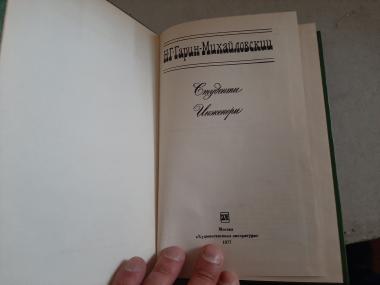 Н·Г·Гарин-Михайловский
Студенты
Инженеры
Москва
«Художественная литература»
1977